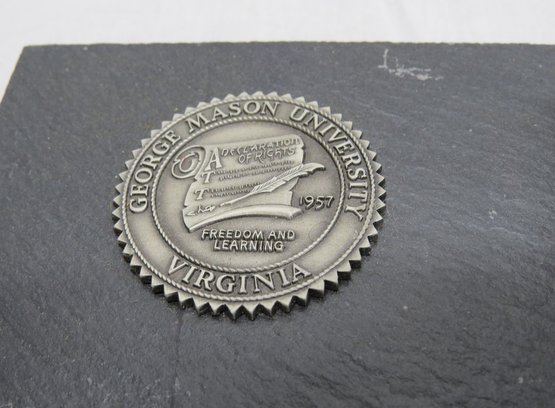 GEORGE MASON UNIVERSITY
A DECLARATION
OF RIGHTS
1957
FREEDOM AND
LEARNING
VIRGINIA